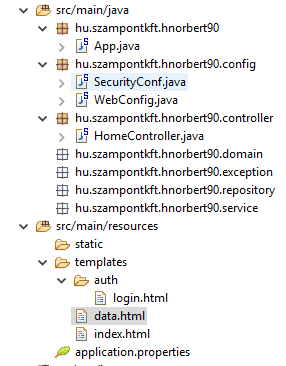 src/main/java
hu.szampontkft.hnorbert90
App.java
hu.szampontkft.hnorbert90.config
SecurityConf.java
WebConfig.java
hu.szampontkft.hnorbert90.controller
HomeController.java
hu.szampontkft.hnorbert90.domain
hu.szampontkft.hnorbert90.exception
hu.szampontkft.hnorbert90.repository
hu.szampontkft.hnorbert90.service
src/main/resources
static
templates
auth
login.html
data.html
index.html
application.properties